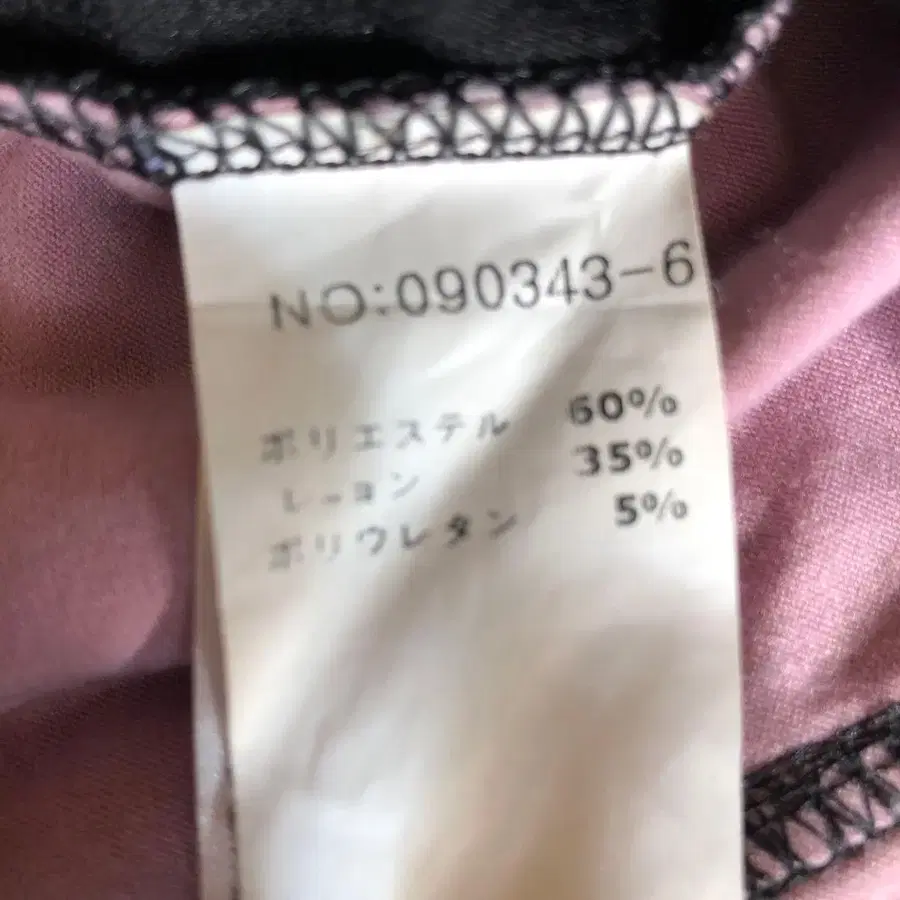 NO:090343-6
ポリエステル 60%
レーヨン 35%
ポリウレタン 5%